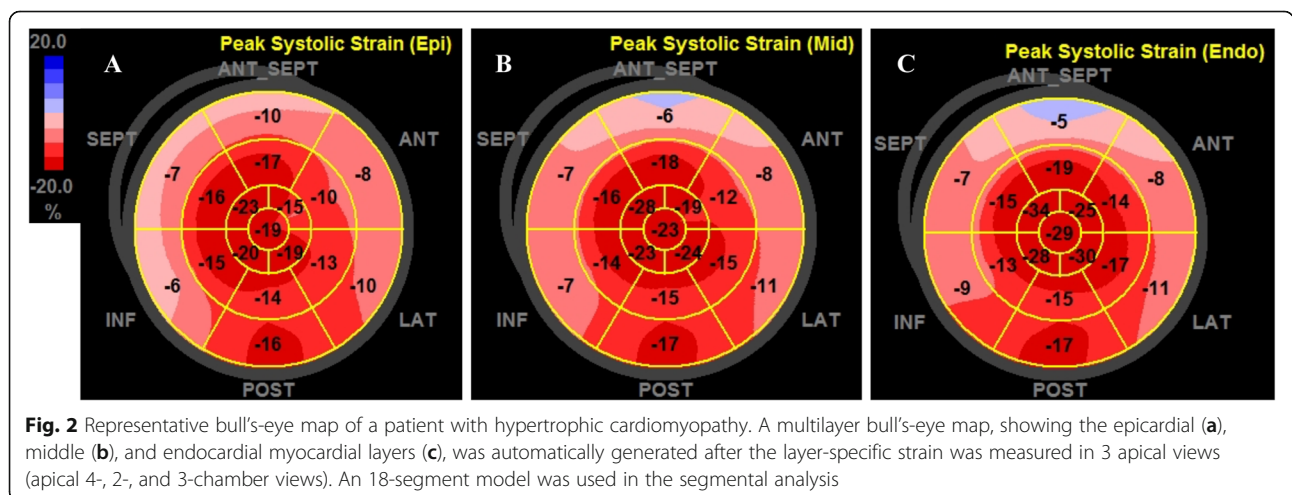 20.0
-20.0
%
Peak Systolic Strain (Epi)
A
ANT_SEPT
SEPT
ANT
INF
LAT
POST
-10
-7
-8
-17
-16
-10
-23
-15
-19
-20
-19
-15
-13
-6
-10
-14
-16
Peak Systolic Strain (Mid)
B
ANT_SEPT
SEPT
ANT
INF
LAT
POST
-6
-7
-8
-18
-16
-12
-28
-19
-23
-23
-24
-14
-15
-7
-11
-15
-17
Peak Systolic Strain (Endo)
C
ANT_SEPT
SEPT
ANT
INF
LAT
POST
-5
-7
-8
-19
-15
-14
-34
-25
-29
-28
-30
-13
-17
-9
-11
-15
-17
Fig. 2 Representative bull's-eye map of a patient with hypertrophic cardiomyopathy. A multilayer bull's-eye map, showing the epicardial (a),
middle (b), and endocardial myocardial layers (c), was automatically generated after the layer-specific strain was measured in 3 apical views
(apical 4-, 2-, and 3-chamber views). An 18-segment model was used in the segmental analysis